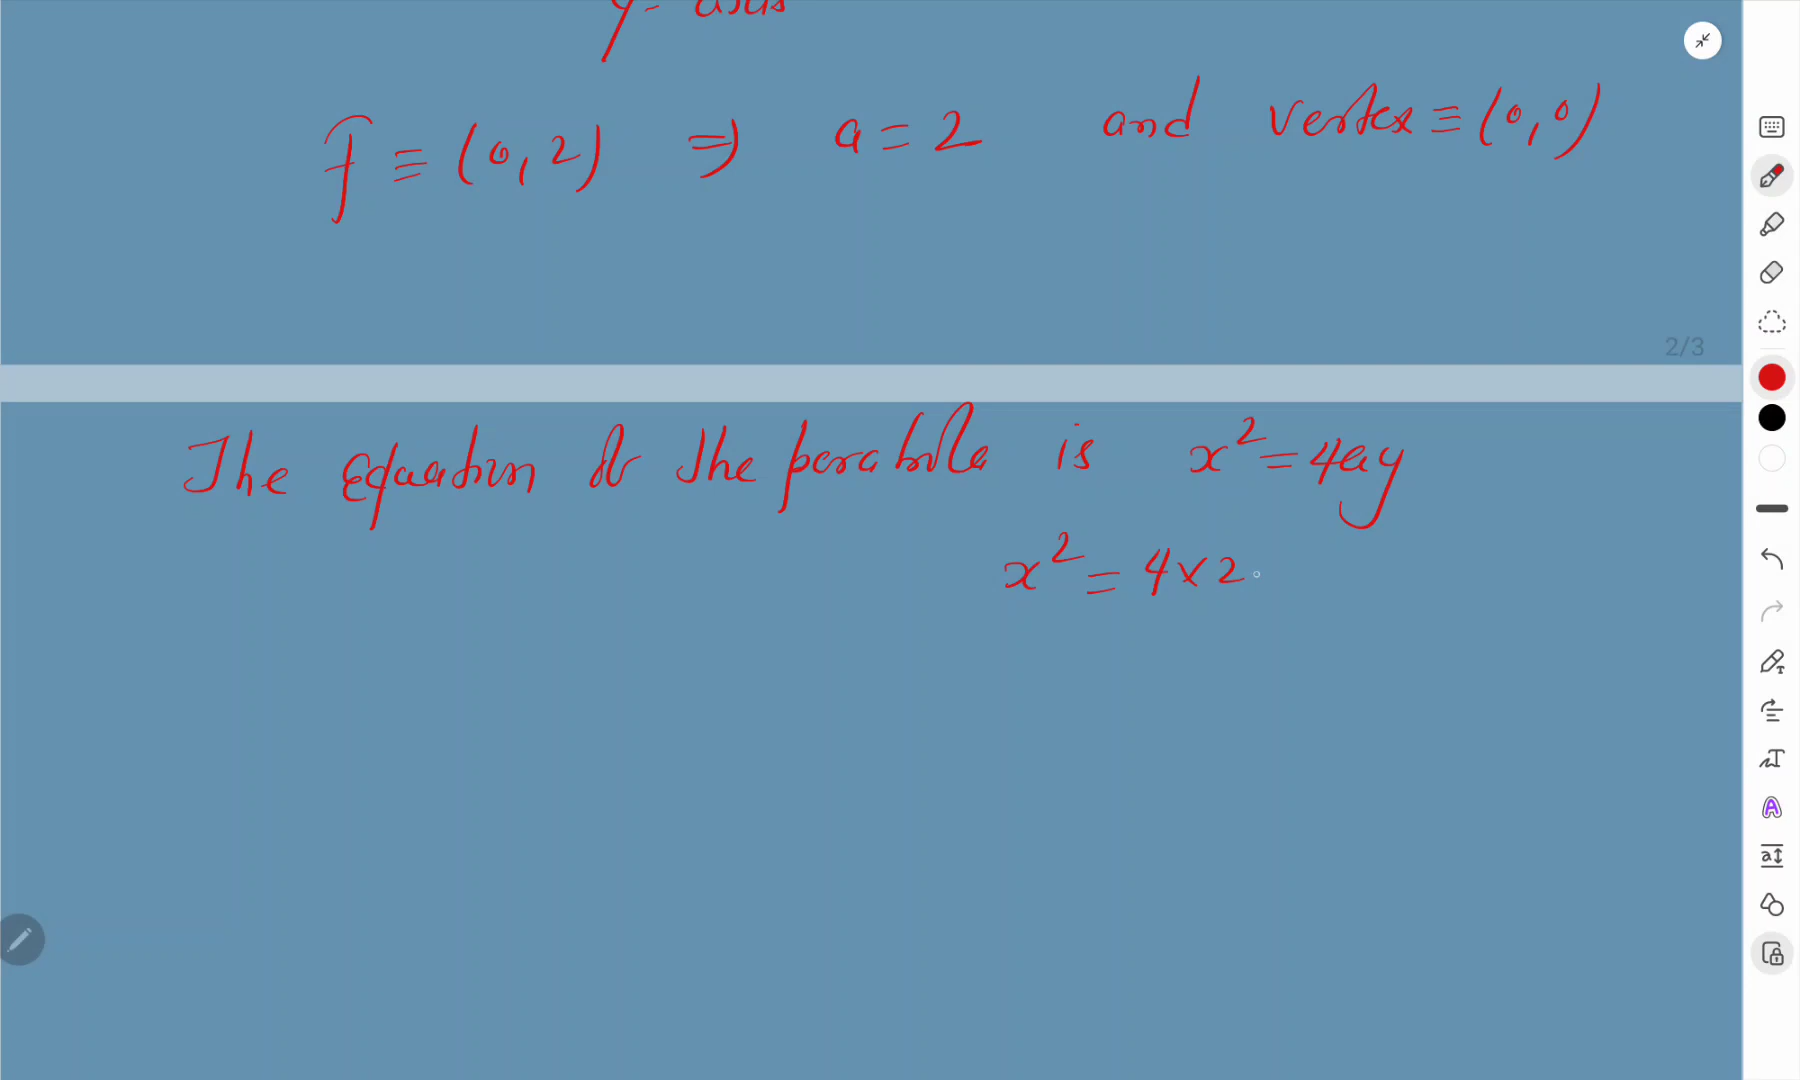 y- axis
f ≡ (0,2) ⇒ a = 2 and vertex ≡ (0,0)
2/3
The equation of the parabola is x² = 4ay
x² = 4×2